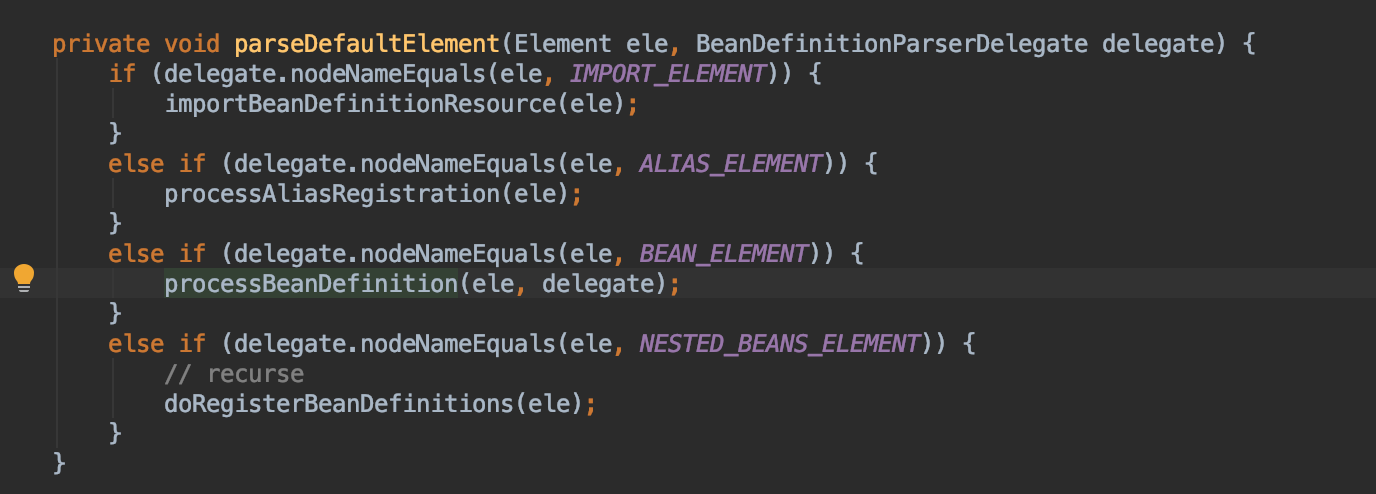 private void parseDefaultElement(Element ele, BeanDefinitionParserDelegate delegate) {
    if (delegate.nodeNameEquals(ele, IMPORT_ELEMENT)) {
        importBeanDefinitionResource(ele);
    }
    else if (delegate.nodeNameEquals(ele, ALIAS_ELEMENT)) {
        processAliasRegistration(ele);
    }
    else if (delegate.nodeNameEquals(ele, BEAN_ELEMENT)) {
        processBeanDefinition(ele, delegate);
    }
    else if (delegate.nodeNameEquals(ele, NESTED_BEANS_ELEMENT)) {
        // recurse
        doRegisterBeanDefinitions(ele);
    }
}